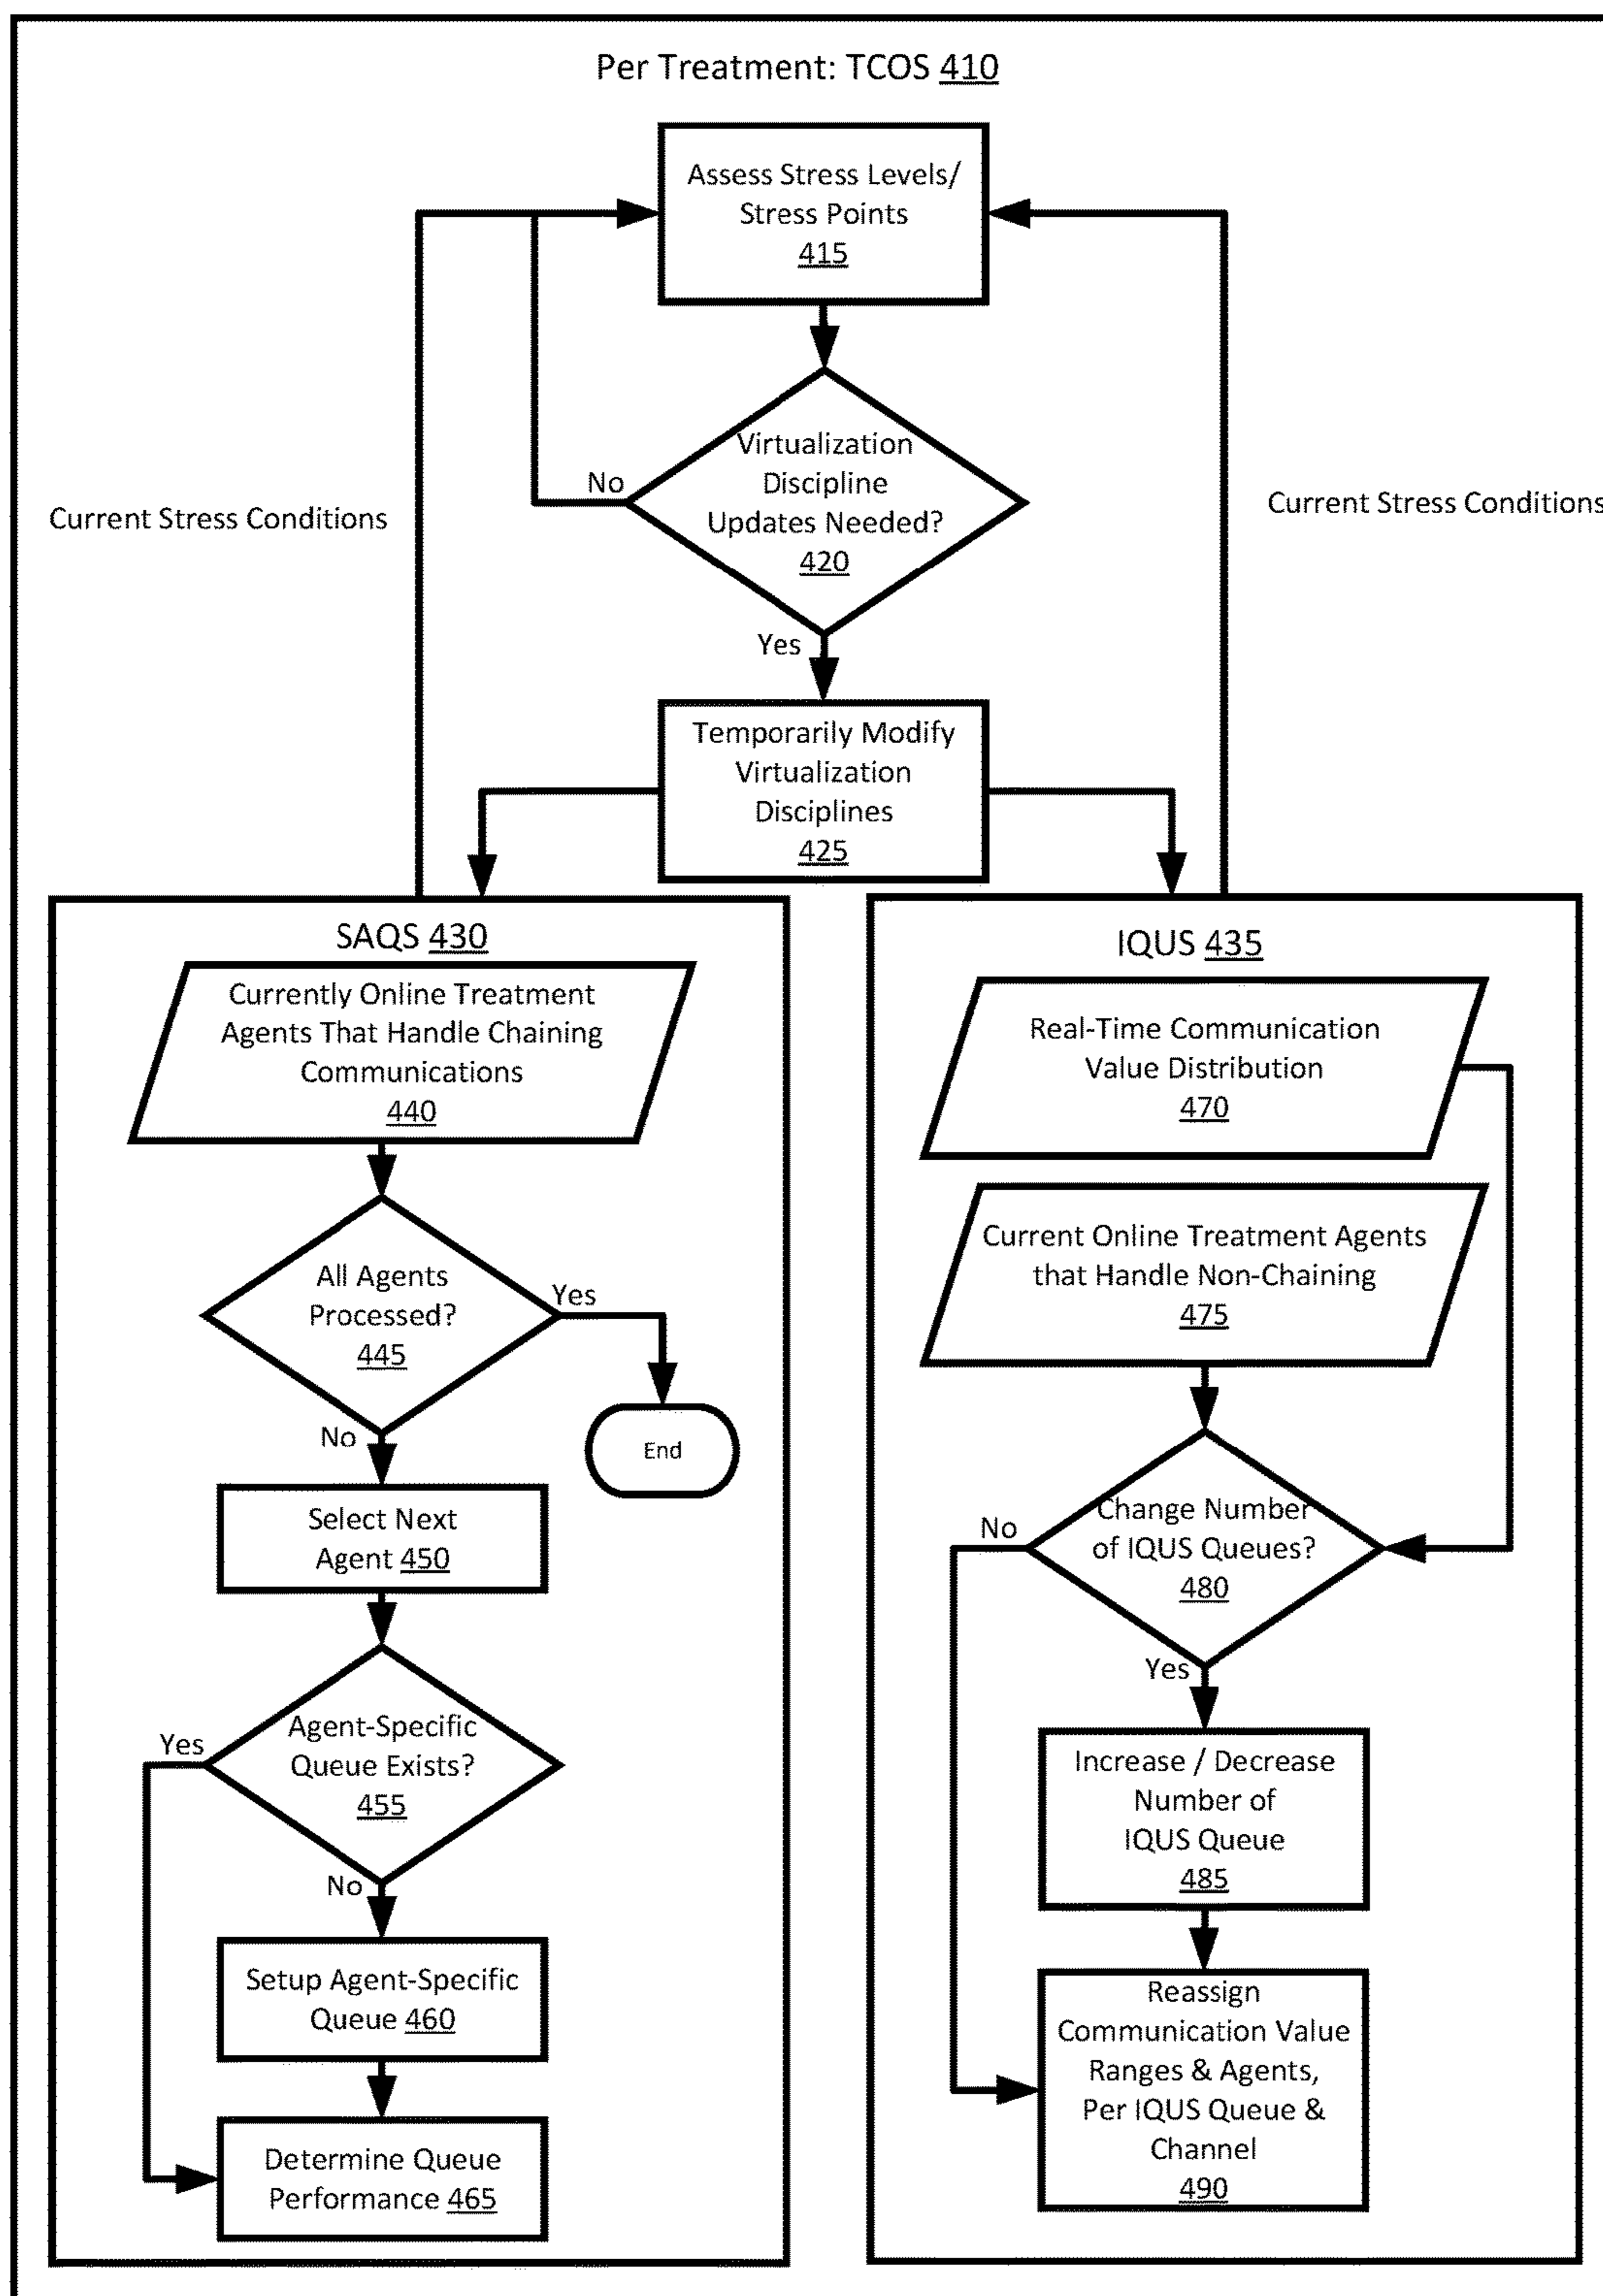 Per Treatment: TCOS 410
Assess Stress Levels/
Stress Points
415
Virtualization
Discipline
Updates Needed?
420
No
Yes
Current Stress Conditions
Current Stress Conditions
Temporarily Modify
Virtualization
Disciplines
425
SAQS 430
Currently Online Treatment
Agents That Handle Chaining
Communications
440
All Agents
Processed?
445
Yes
End
No
Select Next
Agent 450
Agent-Specific
Queue Exists?
455
Yes
No
Setup Agent-Specific
Queue 460
Determine Queue
Performance 465
IQUS 435
Real-Time Communication
Value Distribution
470
Current Online Treatment Agents
that Handle Non-Chaining
475
Change Number
of IQUS Queues?
480
No
Yes
Increase / Decrease
Number of
IQUS Queue
485
Reassign
Communication Value
Ranges & Agents,
Per IQUS Queue &
Channel
490